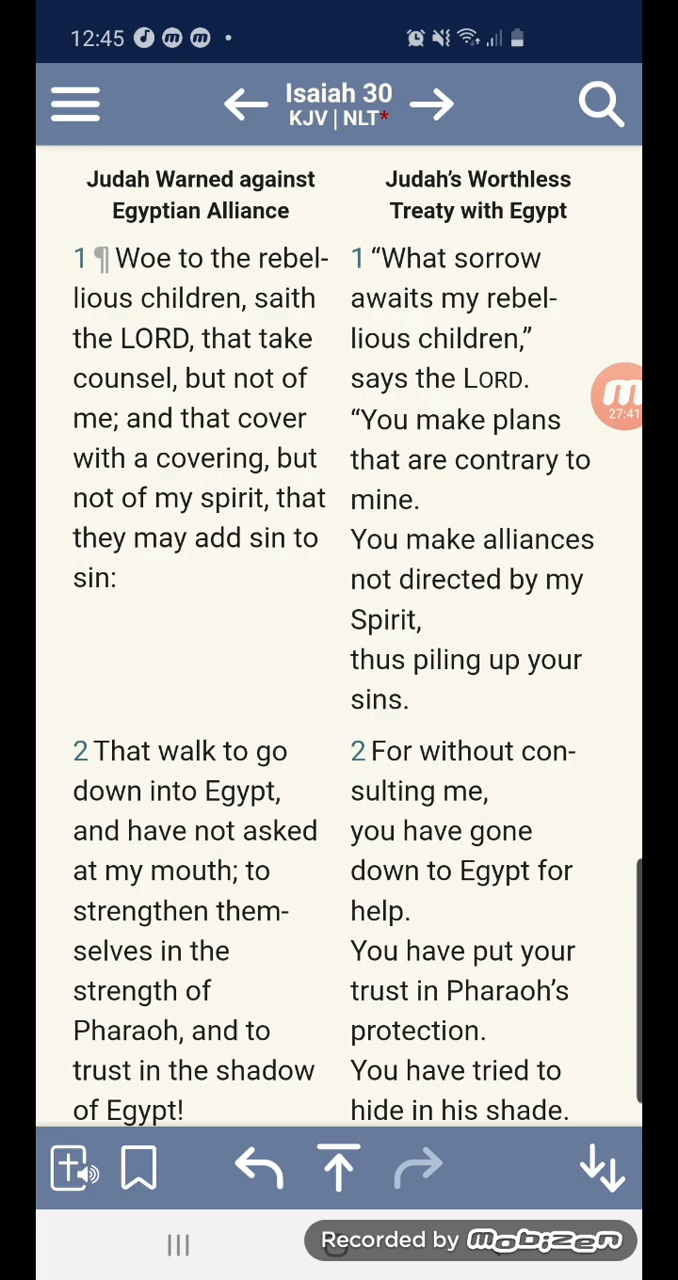 12:45
Isaiah 30
KJV | NLT*
Judah Warned against
Egyptian Alliance
1 ¶ Woe to the rebel-
lious children, saith
the LORD, that take
counsel, but not of
me; and that cover
with a covering, but
not of my spirit, that
they may add sin to
sin:
2 That walk to go
down into Egypt,
and have not asked
at my mouth; to
strengthen them-
selves in the
strength of
Pharaoh, and to
trust in the shadow
of Egypt!
Judah’s Worthless
Treaty with Egypt
1 “What sorrow
awaits my rebel-
lious children,”
says the LORD.
“You make plans
that are contrary to
mine.
You make alliances
not directed by my
Spirit,
thus piling up your
sins.
2 For without con-
sulting me,
you have gone
down to Egypt for
help.
You have put your
trust in Pharaoh’s
protection.
You have tried to
hide in his shade.
m
27:41
Recorded by mobizen